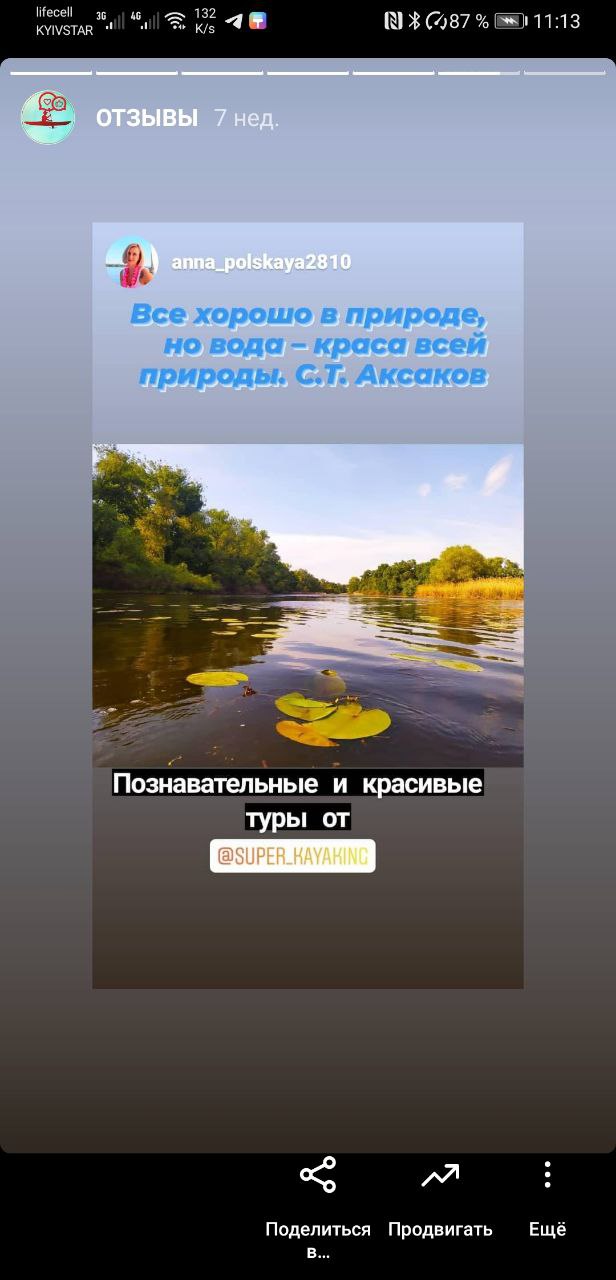 lifecell
KYIVSTAR
3G
4G
132
K/s
87 %
11:13
ОТЗЫВЫ 7 нед.
anna_polskaya2810
Все хорошо в природе,
но вода – краса всей
природы. С.Т. Аксаков
Познавательные и красивые
туры от
@SUPER_KAYAKING
Поделиться
в...
Продвигать
Ещё